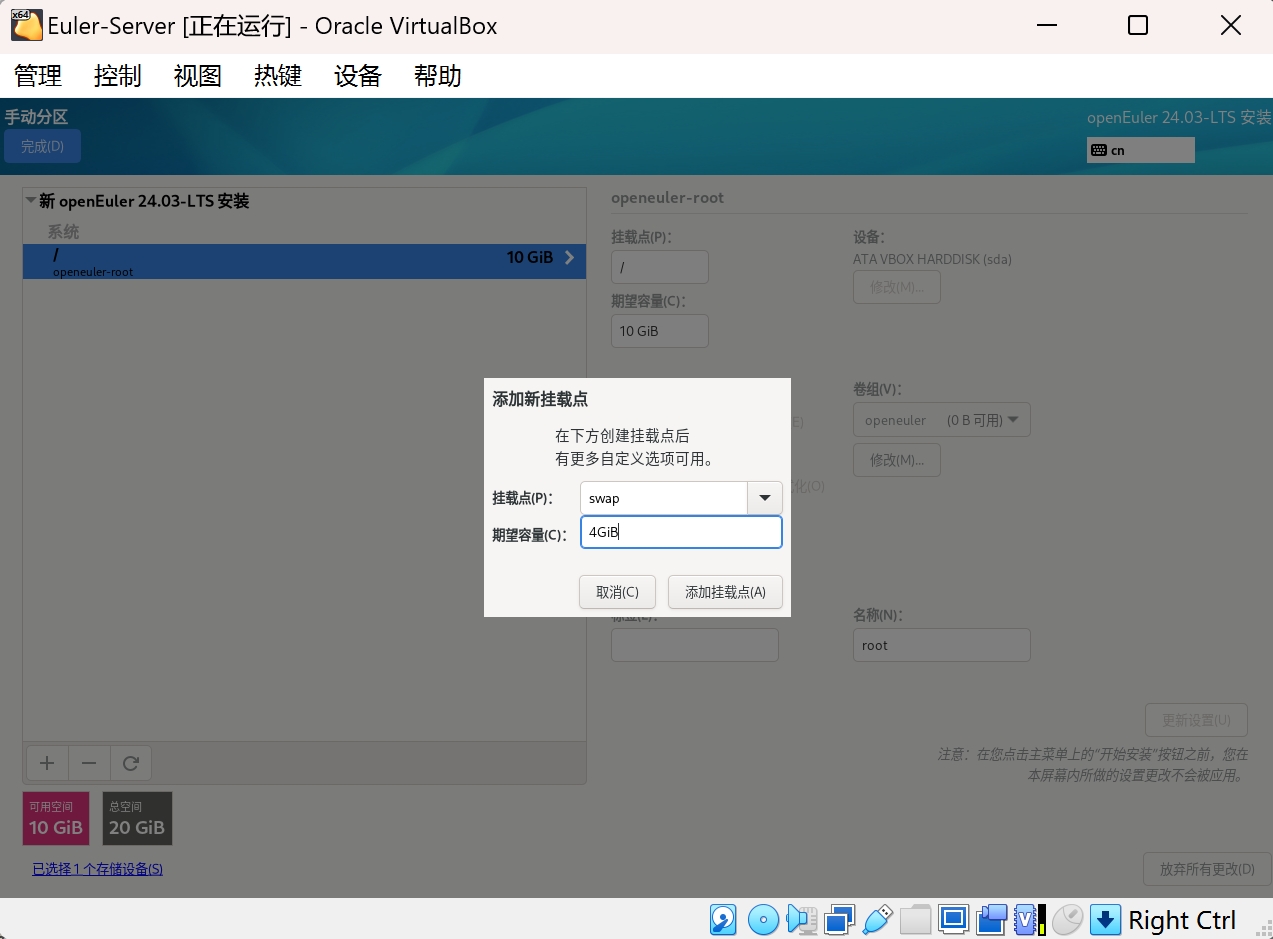 x64
Euler-Server [正在运行] - Oracle VirtualBox
管理 控制 视图 热键 设备 帮助
手动分区
完成(D)
openEuler 24.03-LTS 安装
cn
新 openEuler 24.03-LTS 安装
系统
/
10 GiB
openeuler-root
openeuler-root
挂载点(P):
/
期望容量(C):
10 GiB
设备:
ATA VBOX HARDDISK (sda)
修改(M)...
卷组(V):
openeuler (0 B 可用)
修改(M)...
E)
化(O)
添加新挂载点
在下方创建挂载点后
有更多自定义选项可用。
挂载点(P):
swap
期望容量(C):
4GiB
取消(C)
添加挂载点(A)
名称(N):
root
更新设置(U)
注意：在您点击主菜单上的“开始安装”按钮之前，您在
本屏幕内所做的设置更改不会被应用。
可用空间
10 GiB
总空间
20 GiB
已选择 1 个存储设备(S)
放弃所有更改(D)
V
Right Ctrl